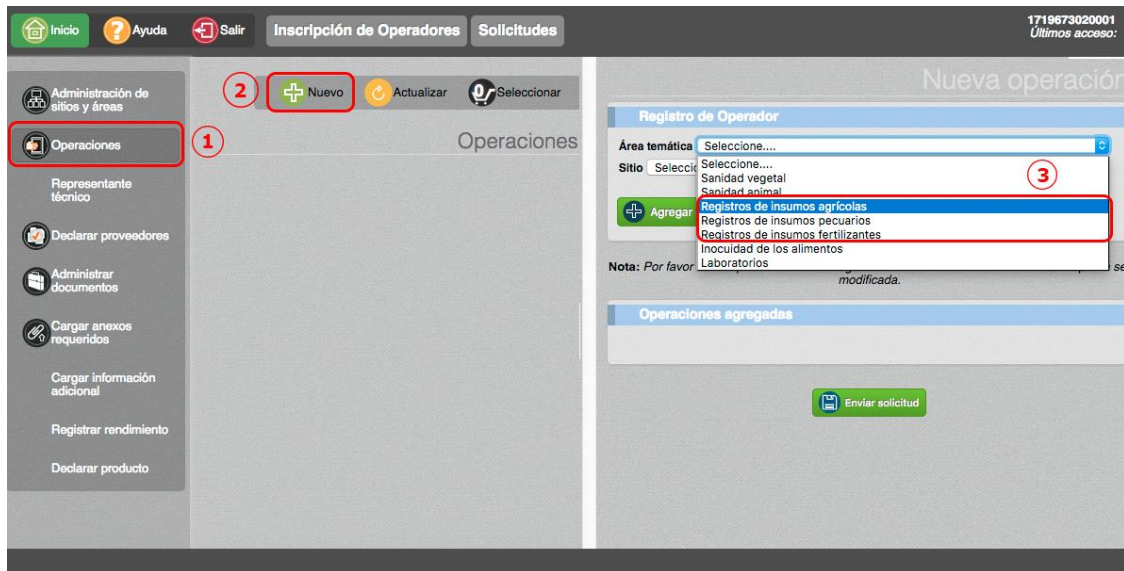 Inicio
Ayuda
Salir
Inscripción de Operadores
Solicitudes
1719673020001
Últimos acceso:
Administración de
sitios y áreas
1
Operaciones
Representante
técnico
Declarar proveedores
Administrar
documentos
Cargar anexos
requeridos
Cargar información
adicional
Registrar rendimiento
Declarar producto
2
Nuevo
Actualizar
Seleccionar
Operaciones
Nueva operación
Registro de Operador
Área temática Seleccione....
Sitio
Seleccione....
Sanidad vegetal
Sanidad animal
3
Registros de insumos agrícolas
Registros de insumos pecuarios
Registros de insumos fertilizantes
Inocuidad de los alimentos
Laboratorios
Agregar
Nota: Por favor
se
modificada.
Operaciones agregadas
Enviar solicitud